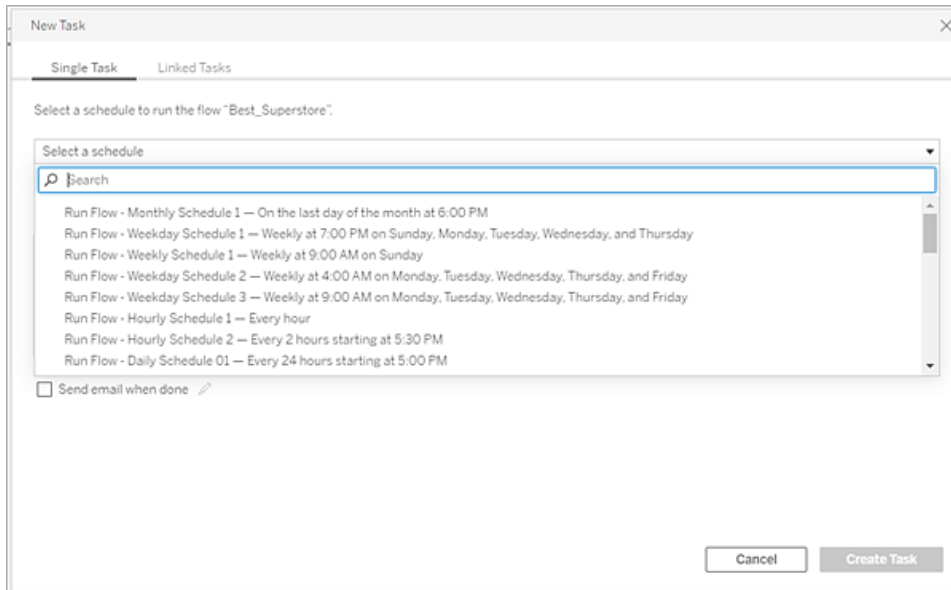 New Task
Single Task Linked Tasks
Select a schedule to run the flow "Best_Superstore".
Select a schedule
Search
Run Flow - Monthly Schedule 1 — On the last day of the month at 6:00 PM
Run Flow - Weekday Schedule 1 — Weekly at 7:00 PM on Sunday, Monday, Tuesday, Wednesday, and Thursday
Run Flow - Weekly Schedule 1 — Weekly at 9:00 AM on Sunday
Run Flow - Weekday Schedule 2 — Weekly at 4:00 AM on Monday, Tuesday, Wednesday, Thursday, and Friday
Run Flow - Weekday Schedule 3 — Weekly at 9:00 AM on Monday, Tuesday, Wednesday, Thursday, and Friday
Run Flow - Hourly Schedule 1 — Every hour
Run Flow - Hourly Schedule 2 — Every 2 hours starting at 5:30 PM
Run Flow - Daily Schedule 01 — Every 24 hours starting at 5:00 PM
Send email when done
Cancel Create Task